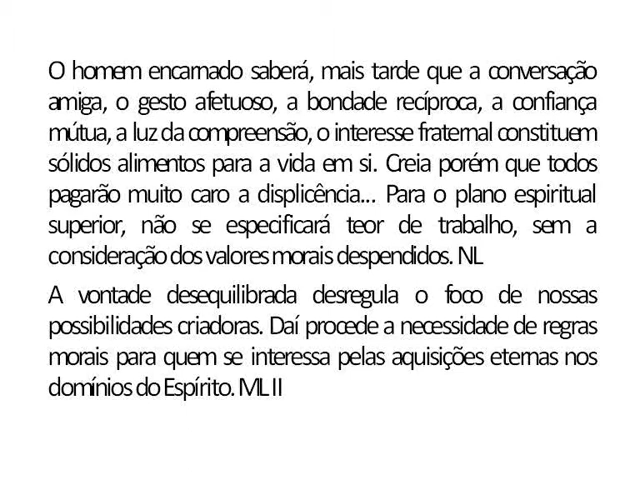 O homem encarnado saberá, mais tarde que a conversação
amiga, o gesto afetuoso, a bondade recíproca, a confiança
mútua, a luz da compreensão, o interesse fraternal constituem
sólidos alimentos para a vida em si. Creia porém que todos
pagarão muito caro a displicência... Para o plano espiritual
superior, não se especificará teor de trabalho, sem a
consideração dos valores morais despendidos. NL
A vontade desequilibrada desregula o foco de nossas
possibilidades criadoras. Daí procede a necessidade de regras
morais para quem se interessa pelas aquisições eternas nos
domínios do Espírito. ML II